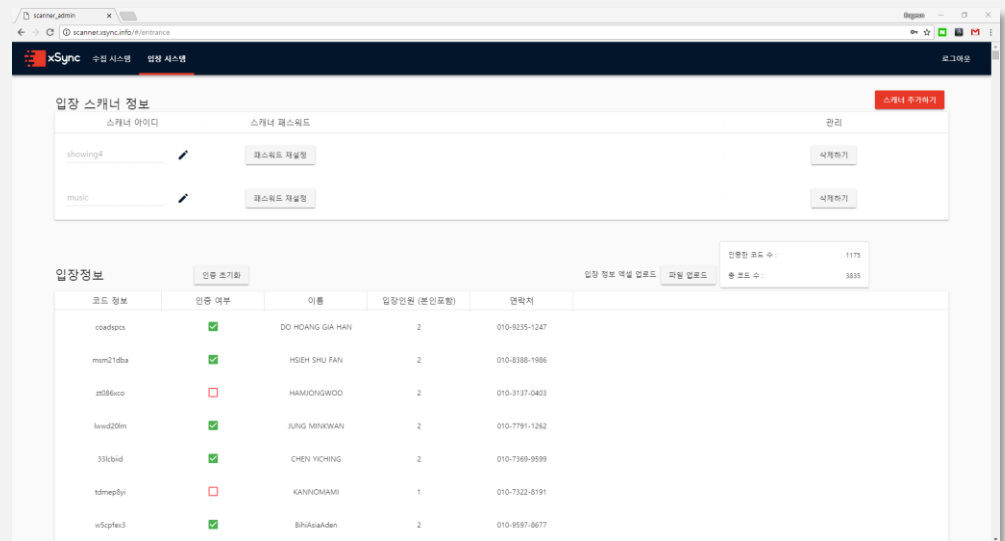 scanner_admin
scanner.xsync.info/#/entrance
xSync 수집 시스템 입장 시스템 로그아웃
입장 스캐너 정보 스캐너 추가하기
스캐너 아이디 스캐너 패스워드 관리
showing4 패스워드 재설정 삭제하기
music 패스워드 재설정 삭제하기
인증한 코드 수 : 1175
입장정보 인증 초기화 입장 정보 엑셀 업로드 파일 업로드 총 코드 수 : 3835
코드 정보 인증 여부 이름 입장인원 (본인포함) 연락처
coadspcs DO HOANG GIA HAN 2 010-9235-1247
msm21dba HSIEH SHU FAN 2 010-8388-1986
zt086xco HAMJONGWOO 2 010-3137-0403
lwwd20lm JUNG MINKWAN 2 010-7791-1262
33lcbiid CHEN YICHING 2 010-7369-9599
tdmep8yi KANNOMAMI 1 010-7322-8191
w5cpfex3 BihiAsiaAden 2 010-9597-8677